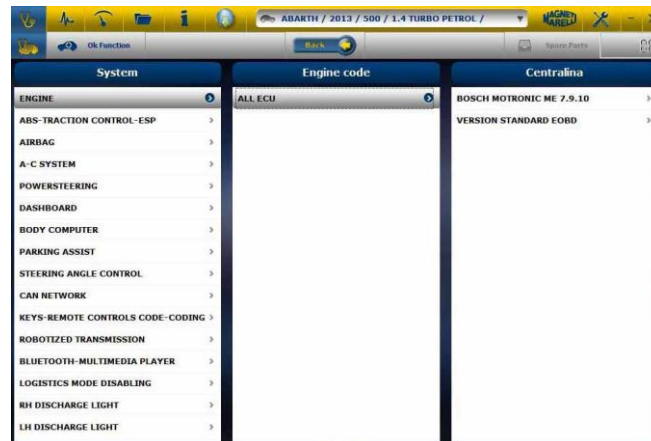 ABARTH / 2013 / 500 / 1.4 TURBO PETROL /
MAGNETI
MARELLI
Ok Function
Back
Spare Parts
System
Engine code
Centralina
ENGINE
ALL ECU
BOSCH MOTRONIC ME 7.9.10
ABS-TRACTION CONTROL-ESP
VERSION STANDARD EOBD
AIRBAG
A-C SYSTEM
POWERSTEERING
DASHBOARD
BODY COMPUTER
PARKING ASSIST
STEERING ANGLE CONTROL
CAN NETWORK
KEYS-REMOTE CONTROLS CODE-CODING
ROBOTIZED TRANSMISSION
BLUETOOTH-MULTIMEDIA PLAYER
LOGISTICS MODE DISABLING
RH DISCHARGE LIGHT
LH DISCHARGE LIGHT